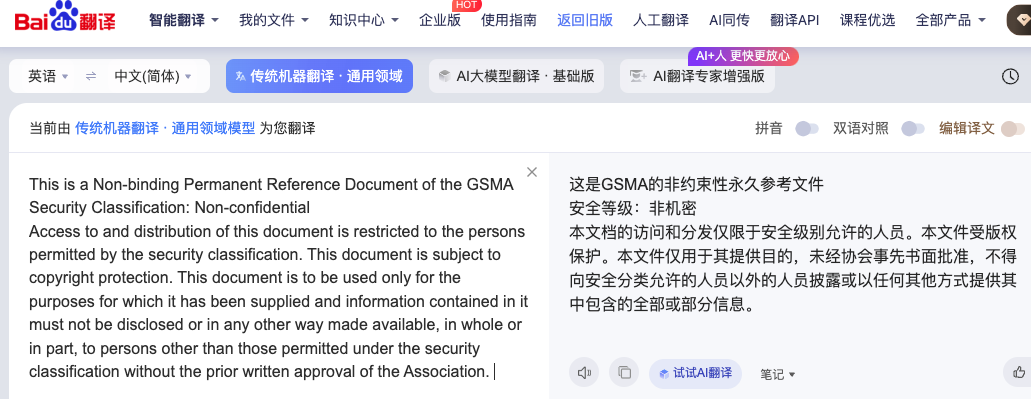 Baidu翻译 智能翻译 我的文件 知识中心 企业版 HOT 使用指南 返回旧版 人工翻译 AI同传 翻译API 课程优选 全部产品
AI+人 更快更放心
英语 中文(简体) 传统机器翻译 · 通用领域 AI大模型翻译 · 基础版 AI翻译专家增强版
当前由 传统机器翻译 · 通用领域模型 为您翻译 拼音 双语对照 编辑译文
This is a Non-binding Permanent Reference Document of the GSMA
Security Classification: Non-confidential
Access to and distribution of this document is restricted to the persons
permitted by the security classification. This document is subject to
copyright protection. This document is to be used only for the
purposes for which it has been supplied and information contained in it
must not be disclosed or in any other way made available, in whole or
in part, to persons other than those permitted under the security
classification without the prior written approval of the Association.
这是GSMA的非约束性永久参考文件
安全等级：非机密
本文档的访问和分发仅限于安全级别允许的人员。本文件受版权
保护。本文件仅用于其提供目的，未经协会事先书面批准，不得
向安全分类允许的人员以外的人员披露或以任何其他方式提供其
中包含的全部或部分信息。
试试AI翻译 笔记